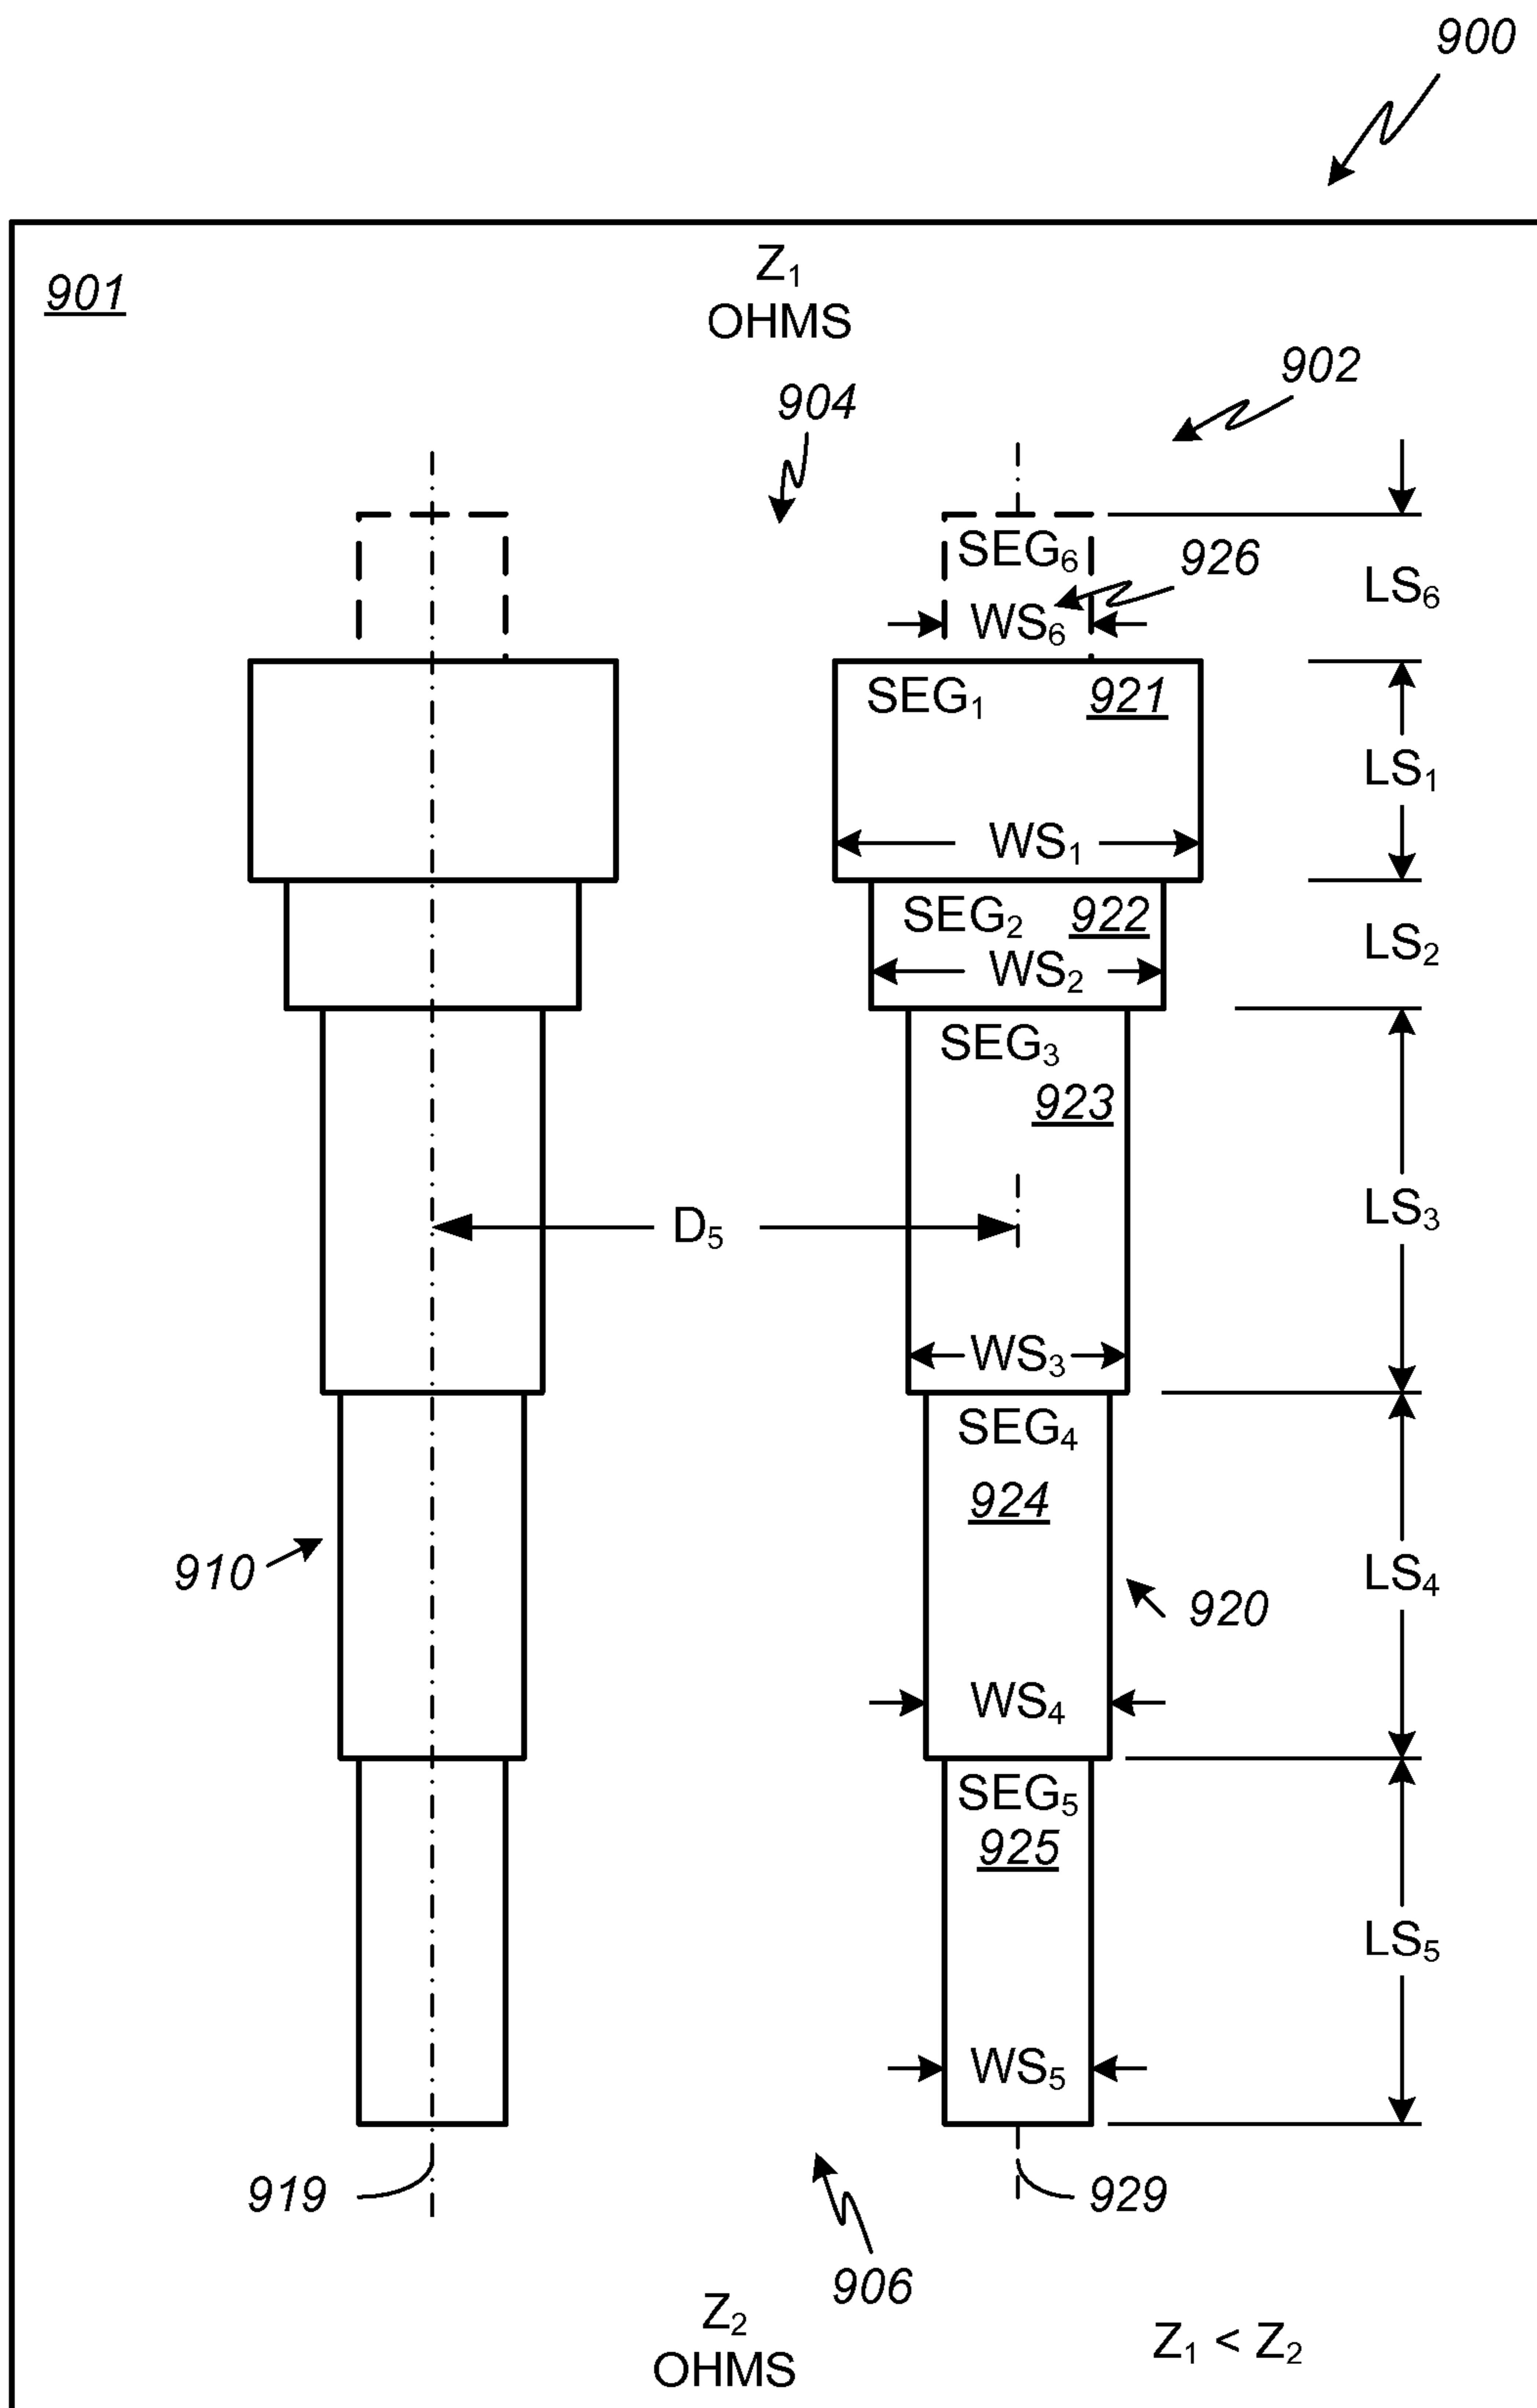 900
901
Z₁
OHMS
902
904
SEG₆
926
WS₆
LS₆
SEG₁
921
WS₁
LS₁
SEG₂
922
WS₂
LS₂
SEG₃
923
D₅
LS₃
WS₃
SEG₄
924
910
920
LS₄
WS₄
SEG₅
925
LS₅
WS₅
919
929
906
Z₂
OHMS
Z₁ < Z₂